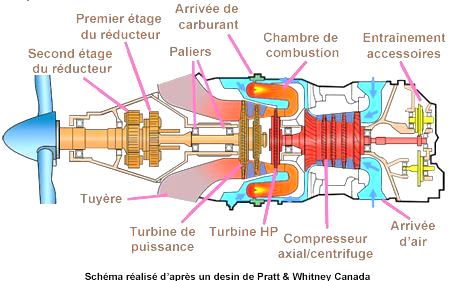 Premier étage
du réducteur
Arrivée de
carburant
Second étage
du réducteur
Paliers
Chambre de
combustion
Entraînement
accessoires
Tuyère
Turbine de
puissance
Turbine HP
Compresseur
axial/centrifuge
Arrivée
d'air
Schéma réalisé d'après un desin de Pratt & Whitney Canada